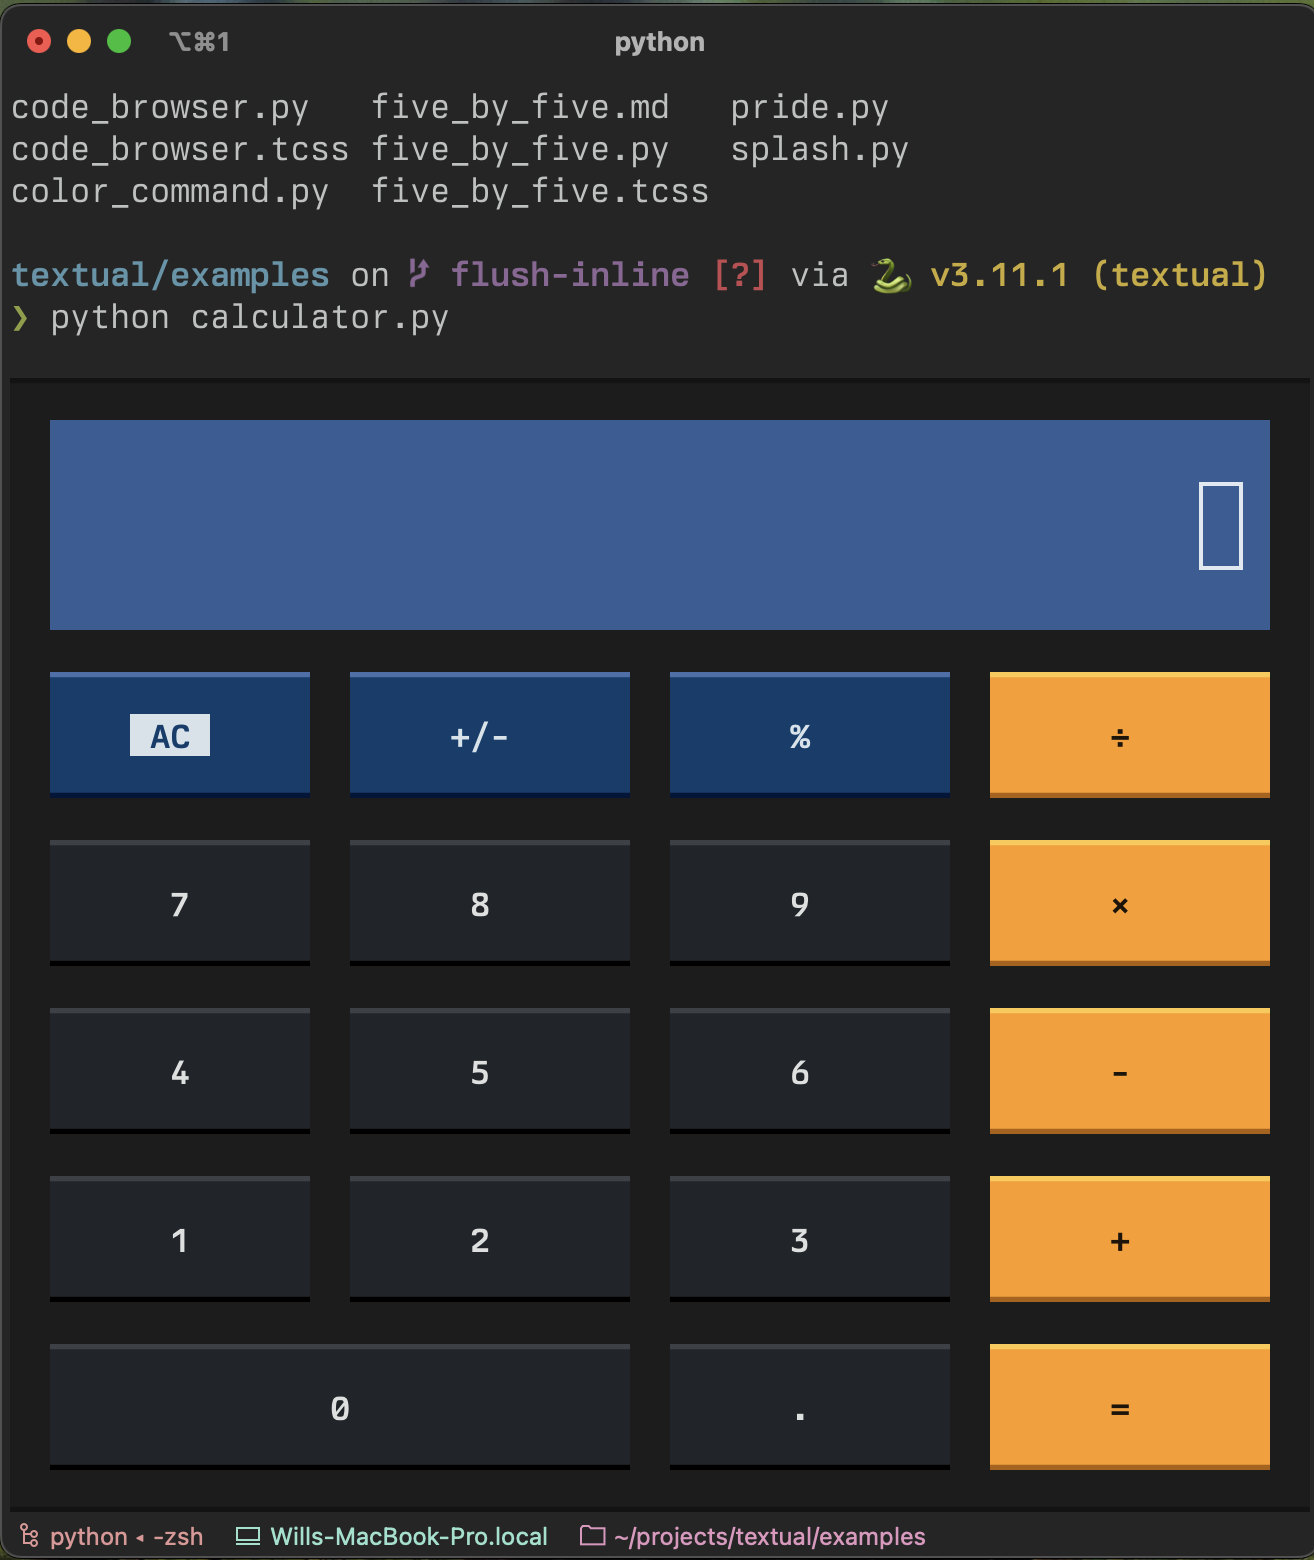 ⌥⌘1 python
code_browser.py five_by_five.md pride.py
code_browser.tcss five_by_five.py splash.py
color_command.py five_by_five.tcss
textual/examples on flush-inline [?] via 🐍 v3.11.1 (textual)
❯ python calculator.py
0
AC +/- % ÷
7 8 9 ×
4 5 6 -
1 2 3 +
0 . =
python ◂ -zsh Wills-MacBook-Pro.local ~/projects/textual/examples